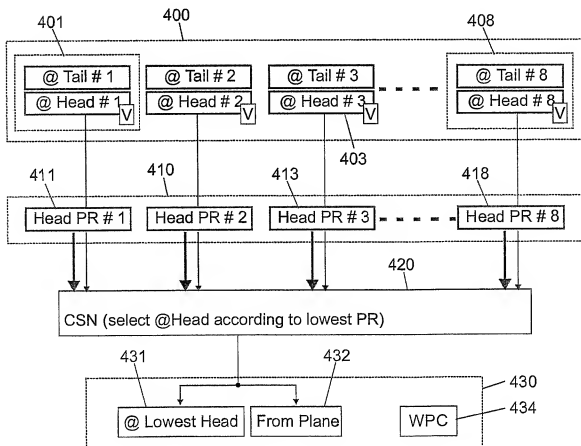 401
400
408
@ Tail # 1
@ Tail # 2
@ Tail # 3
@ Tail # 8
@ Head # 1
V
@ Head # 2
V
@ Head # 3
V
@ Head # 8
V
403
411
410
413
418
Head PR # 1
Head PR # 2
Head PR # 3
Head PR # 8
420
CSN (select @Head according to lowest PR)
431
432
430
@ Lowest Head
From Plane
WPC
434